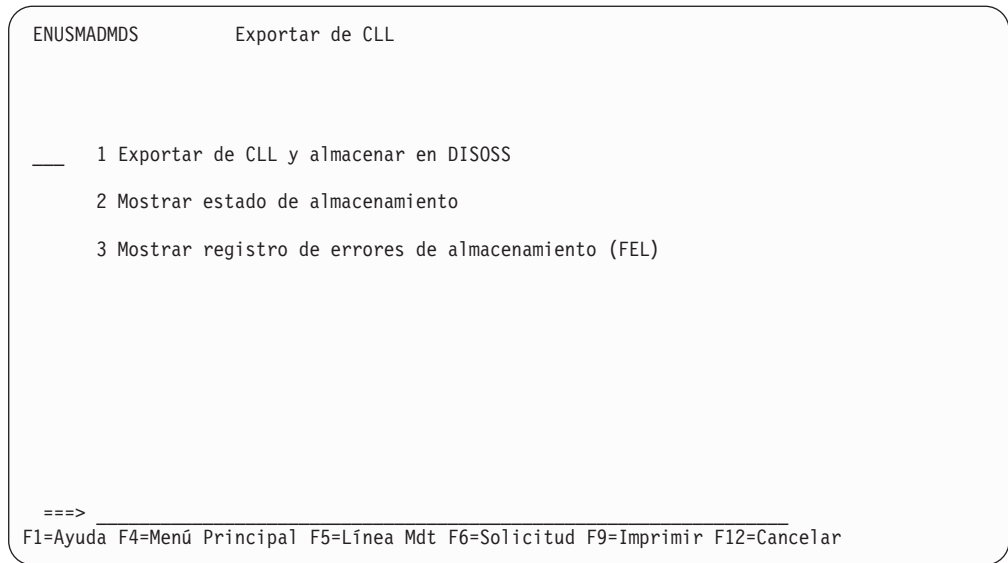 ENUSMADMDS Exportar de CLL
___ 1 Exportar de CLL y almacenar en DISOSS
2 Mostrar estado de almacenamiento
3 Mostrar registro de errores de almacenamiento (FEL)
===> __________________________________________________________________
F1=Ayuda F4=Menú Principal F5=Línea Mdt F6=Solicitud F9=Imprimir F12=Cancelar